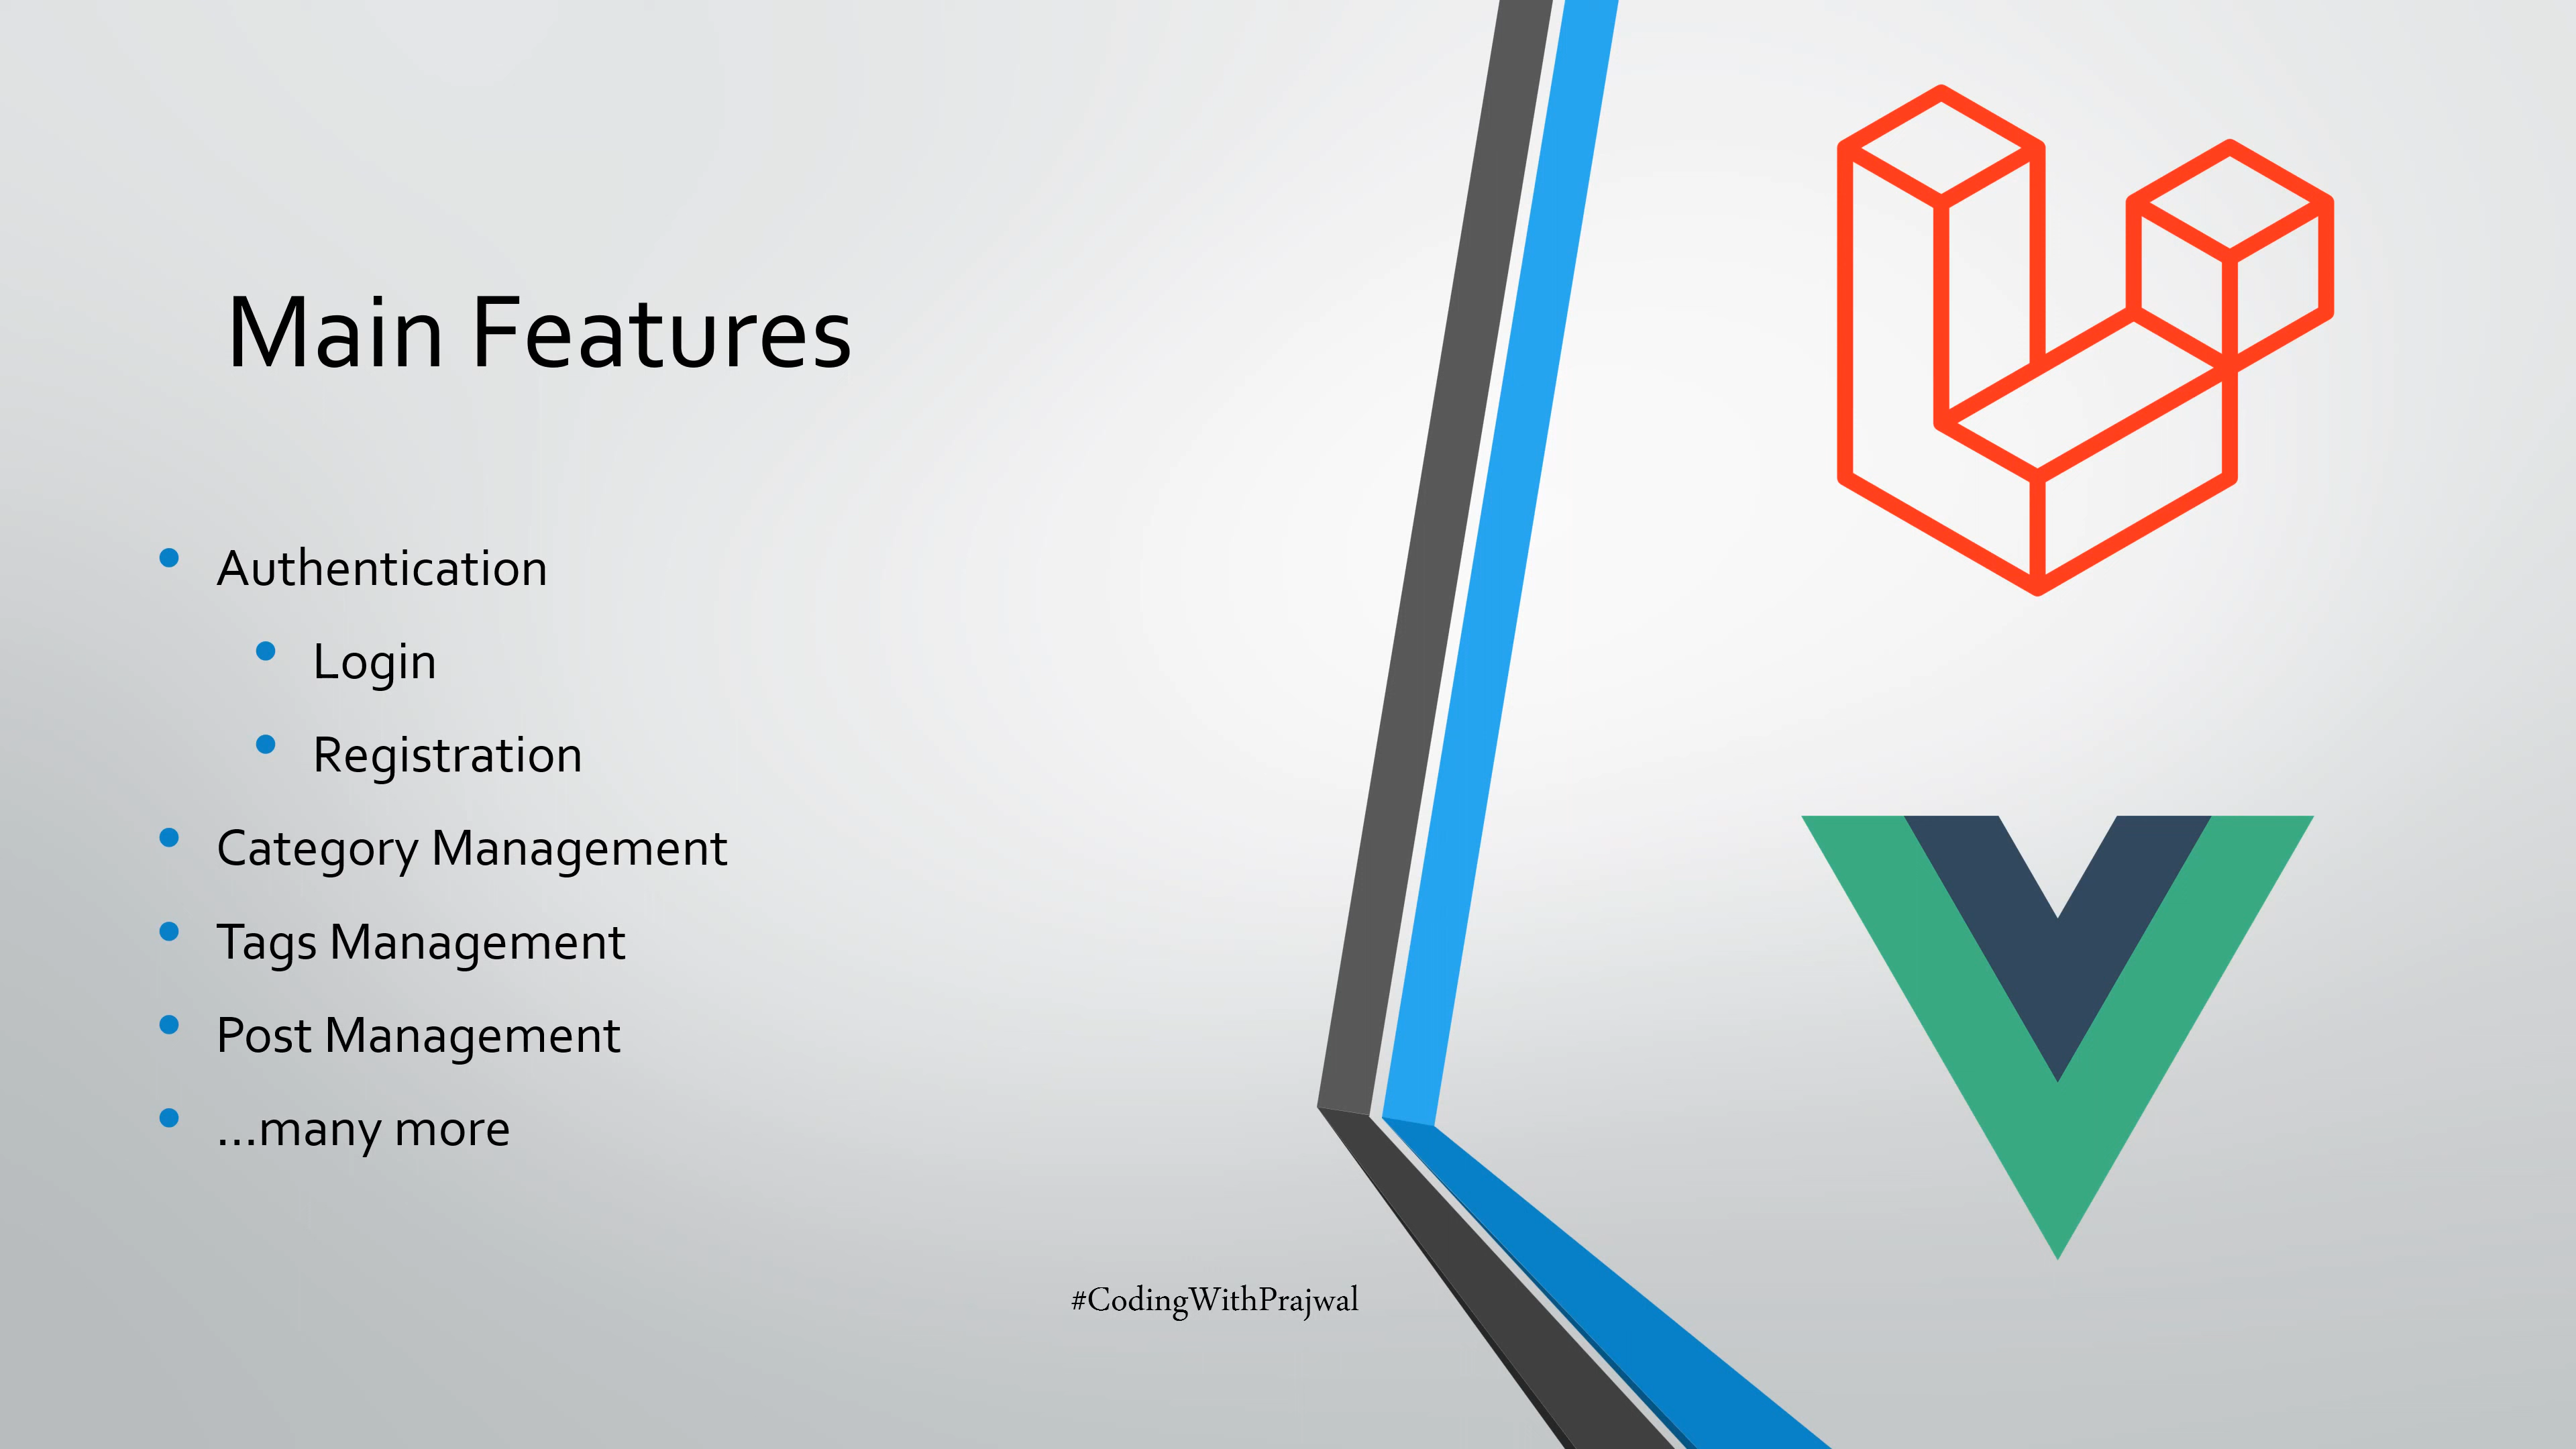 Main Features
• Authentication
• Login
• Registration
• Category Management
• Tags Management
• Post Management
• ...many more
#CodingWithPrajwal